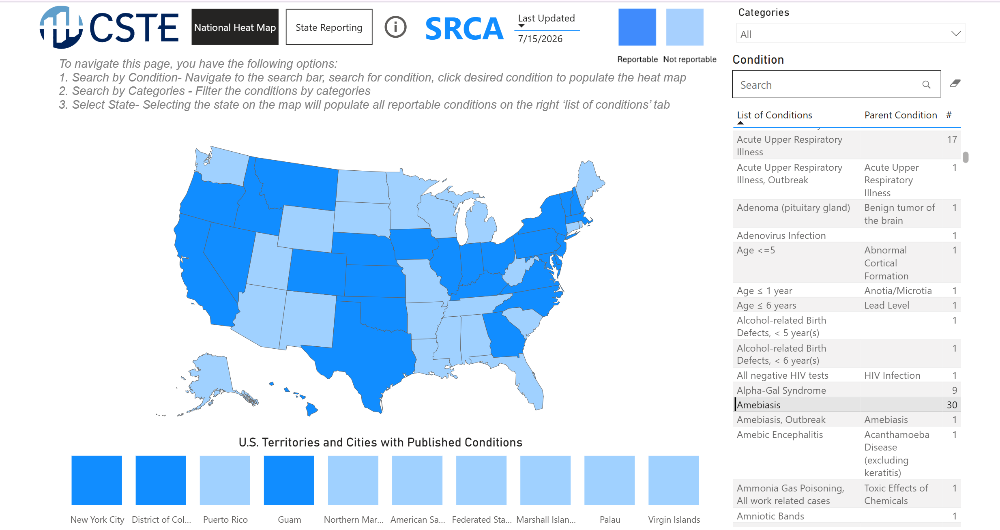 CSTE
National Heat Map
State Reporting
i
SRCA
Last Updated
7/15/2026
Reportable
Not reportable
Categories
All
To navigate this page, you have the following options:
1. Search by Condition- Navigate to the search bar, search for condition, click desired condition to populate the heat map
2. Search by Categories - Filter the conditions by categories
3. Select State- Selecting the state on the map will populate all reportable conditions on the right ‘list of conditions’ tab
Condition
Search
List of Conditions Parent Condition #
Acute Upper Respiratory 17
Illness
Acute Upper Respiratory Acute Upper 1
Illness, Outbreak Respiratory
Illness
Adenoma (pituitary gland) Benign tumor of 1
the brain
Adenovirus Infection 1
Age <=5 Abnormal 1
Cortical
Formation
Age ≤ 1 year Anotia/Microtia 1
Age ≤ 6 years Lead Level 1
Alcohol-related Birth 1
Defects, < 5 year(s)
Alcohol-related Birth 1
Defects, < 6 year(s)
All negative HIV tests HIV Infection 1
Alpha-Gal Syndrome 9
Amebiasis 30
Amebiasis, Outbreak Amebiasis 1
Amebic Encephalitis Acanthamoeba 1
Disease
(excluding
keratitis)
Ammonia Gas Poisoning, Toxic Effects of 1
All work related cases Chemicals
Amniotic Bands 1
U.S. Territories and Cities with Published Conditions
New York City
District of Col...
Puerto Rico
Guam
Northern Mar...
American Sa...
Federated Sta...
Marshall Islan...
Palau
Virgin Islands